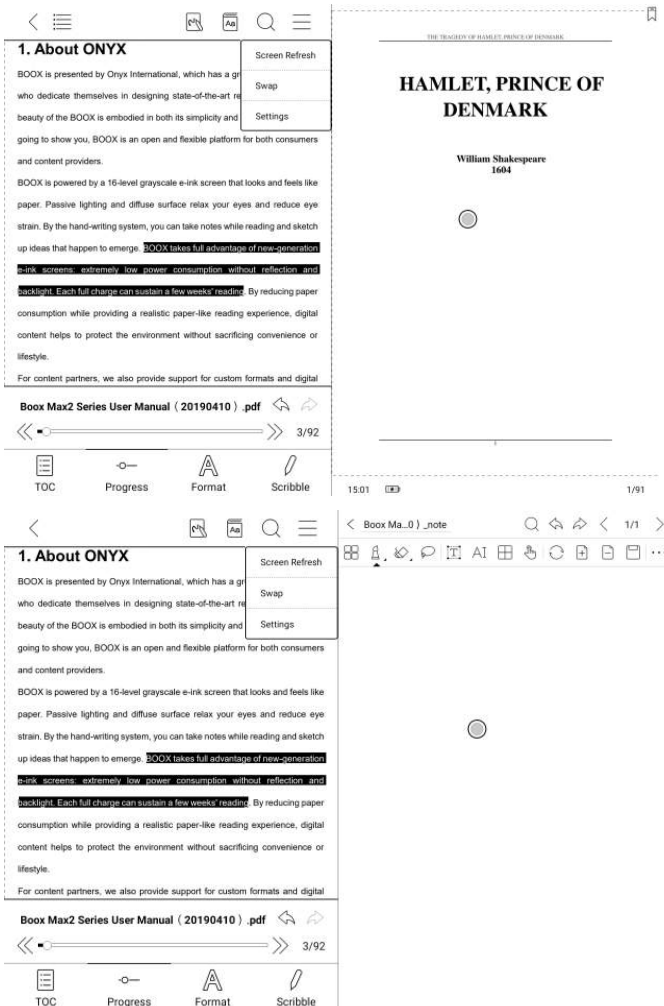 1. About ONYX
BOOX is presented by Onyx International, which has a gr
who dedicate themselves in designing state-of-the-art re
beauty of the BOOX is embodied in both its simplicity and
going to show you, BOOX is an open and flexible platform for both consumers
and content providers.
BOOX is powered by a 16-level grayscale e-ink screen that looks and feels like
paper. Passive lighting and diffuse surface relax your eyes and reduce eye
strain. By the hand-writing system, you can take notes while reading and sketch
up ideas that happen to emerge. BOOX takes full advantage of new-generation
e-ink screens: extremely low power consumption without reflection and
backlight. Each full charge can sustain a few weeks' reading. By reducing paper
consumption while providing a realistic paper-like reading experience, digital
content helps to protect the environment without sacrificing convenience or
lifestyle.
For content partners, we also provide support for custom formats and digital
Screen Refresh
Swap
Settings
Boox Max2 Series User Manual（20190410）.pdf
3/92
TOC Progress Format Scribble
THE TRAGEDY OF HAMLET, PRINCE OF DENMARK
HAMLET, PRINCE OF
DENMARK
William Shakespeare
1604
15:01
1/91
1. About ONYX
BOOX is presented by Onyx International, which has a gr
who dedicate themselves in designing state-of-the-art re
beauty of the BOOX is embodied in both its simplicity and
going to show you, BOOX is an open and flexible platform for both consumers
and content providers.
BOOX is powered by a 16-level grayscale e-ink screen that looks and feels like
paper. Passive lighting and diffuse surface relax your eyes and reduce eye
strain. By the hand-writing system, you can take notes while reading and sketch
up ideas that happen to emerge. BOOX takes full advantage of new-generation
e-ink screens: extremely low power consumption without reflection and
backlight. Each full charge can sustain a few weeks' reading. By reducing paper
consumption while providing a realistic paper-like reading experience, digital
content helps to protect the environment without sacrificing convenience or
lifestyle.
For content partners, we also provide support for custom formats and digital
Screen Refresh
Swap
Settings
Boox Max2 Series User Manual（20190410）.pdf
3/92
TOC Progress Format Scribble
Boox Ma...0）_note
1/1